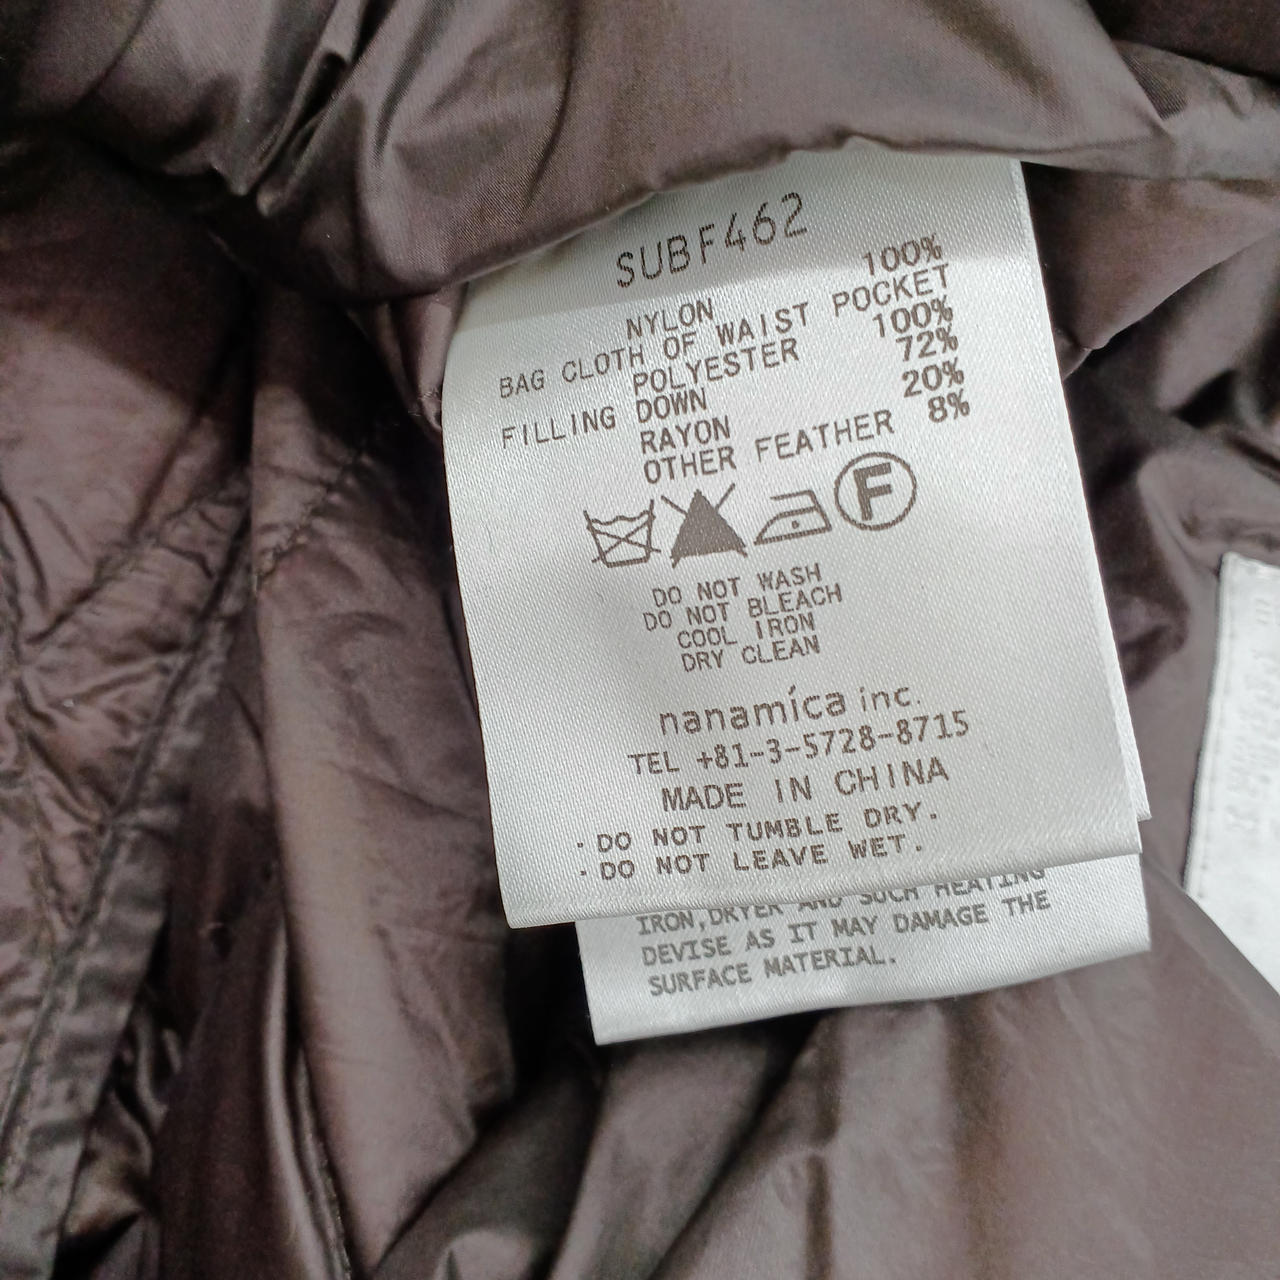 SUBF462
NYLON 100%
BAG CLOTH OF WAIST POCKET
POLYESTER 100%
FILLING DOWN 72%
RAYON 20%
OTHER FEATHER 8%
F
DO NOT WASH
DO NOT BLEACH
COOL IRON
DRY CLEAN
nanamíca inc.
TEL +81-3-5728-8715
MADE IN CHINA
・DO NOT TUMBLE DRY.
・DO NOT LEAVE WET.
IRON,DRYER AND SUCH HEATING
DEVISE AS IT MAY DAMAGE THE
SURFACE MATERIAL.